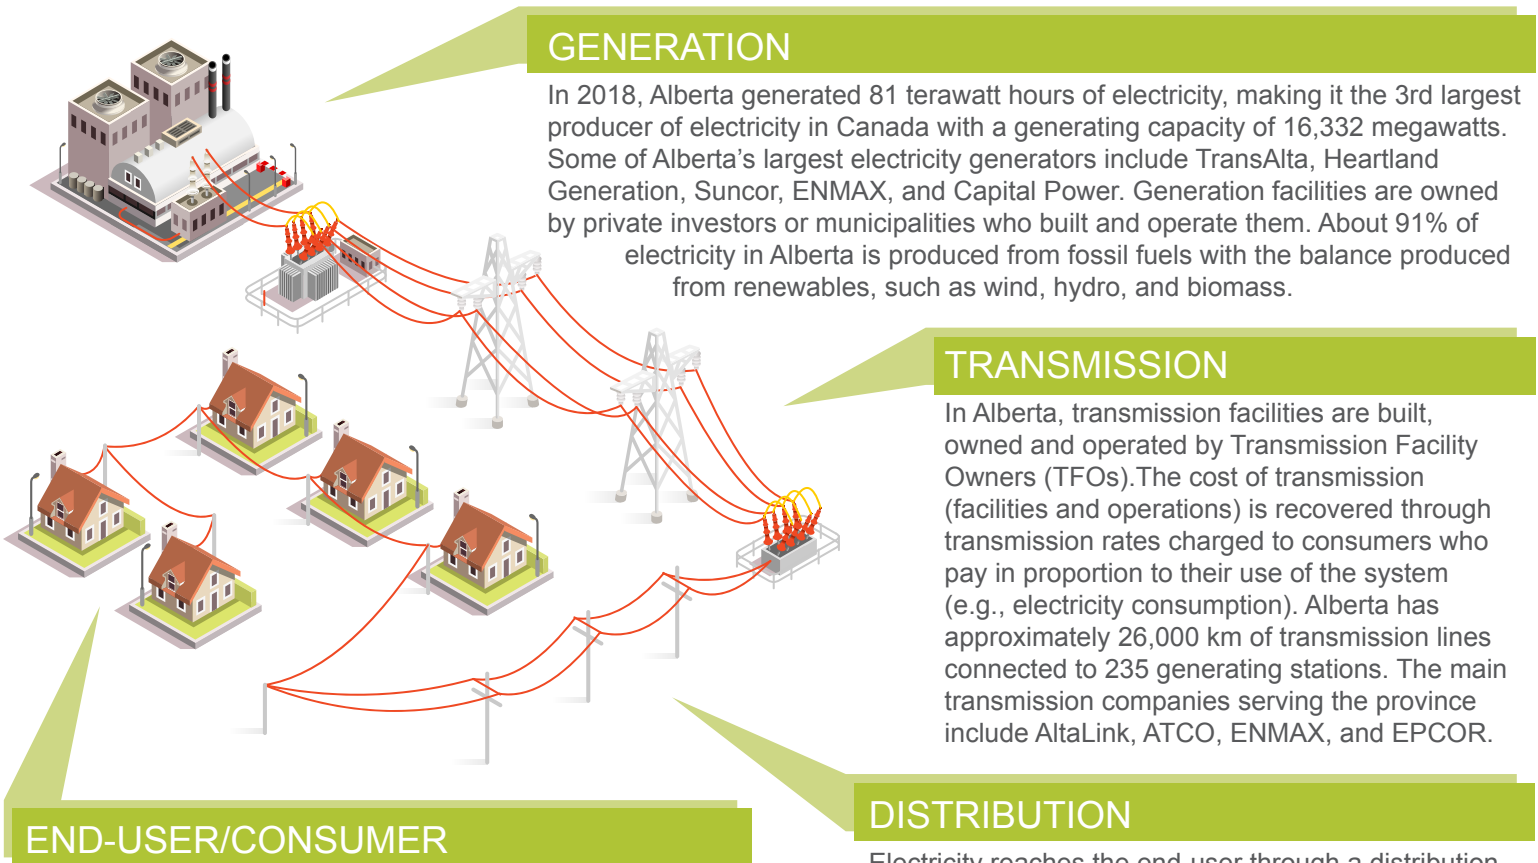 GENERATION
In 2018, Alberta generated 81 terawatt hours of electricity, making it the 3rd largest
producer of electricity in Canada with a generating capacity of 16,332 megawatts.
Some of Alberta’s largest electricity generators include TransAlta, Heartland
Generation, Suncor, ENMAX, and Capital Power. Generation facilities are owned
by private investors or municipalities who built and operate them. About 91% of
electricity in Alberta is produced from fossil fuels with the balance produced
from renewables, such as wind, hydro, and biomass.
TRANSMISSION
In Alberta, transmission facilities are built,
owned and operated by Transmission Facility
Owners (TFOs).The cost of transmission
(facilities and operations) is recovered through
transmission rates charged to consumers who
pay in proportion to their use of the system
(e.g., electricity consumption). Alberta has
approximately 26,000 km of transmission lines
connected to 235 generating stations. The main
transmission companies serving the province
include AltaLink, ATCO, ENMAX, and EPCOR.
DISTRIBUTION
Electricity reaches the end-user through a distribution
END-USER/CONSUMER